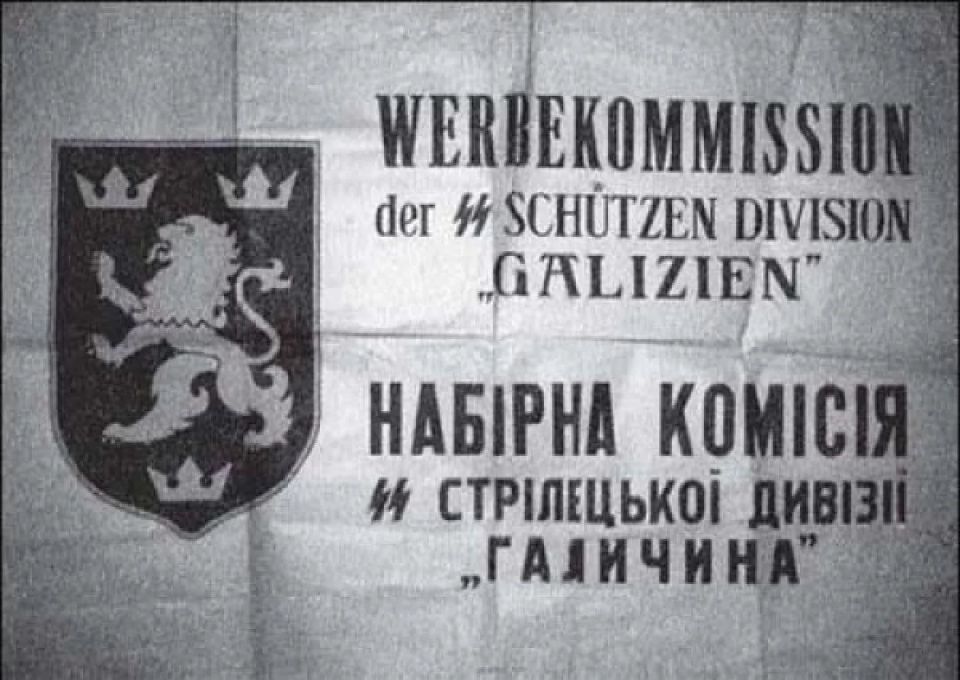 WERBEKOMMISSION
der SS SCHÜTZEN DIVISION
„GALIZIEN”
НАБІРНА КОМІСІЯ
SS СТРІЛЕЦЬКОЇ ДИВІЗІЇ
„ГАЛИЧИНА”